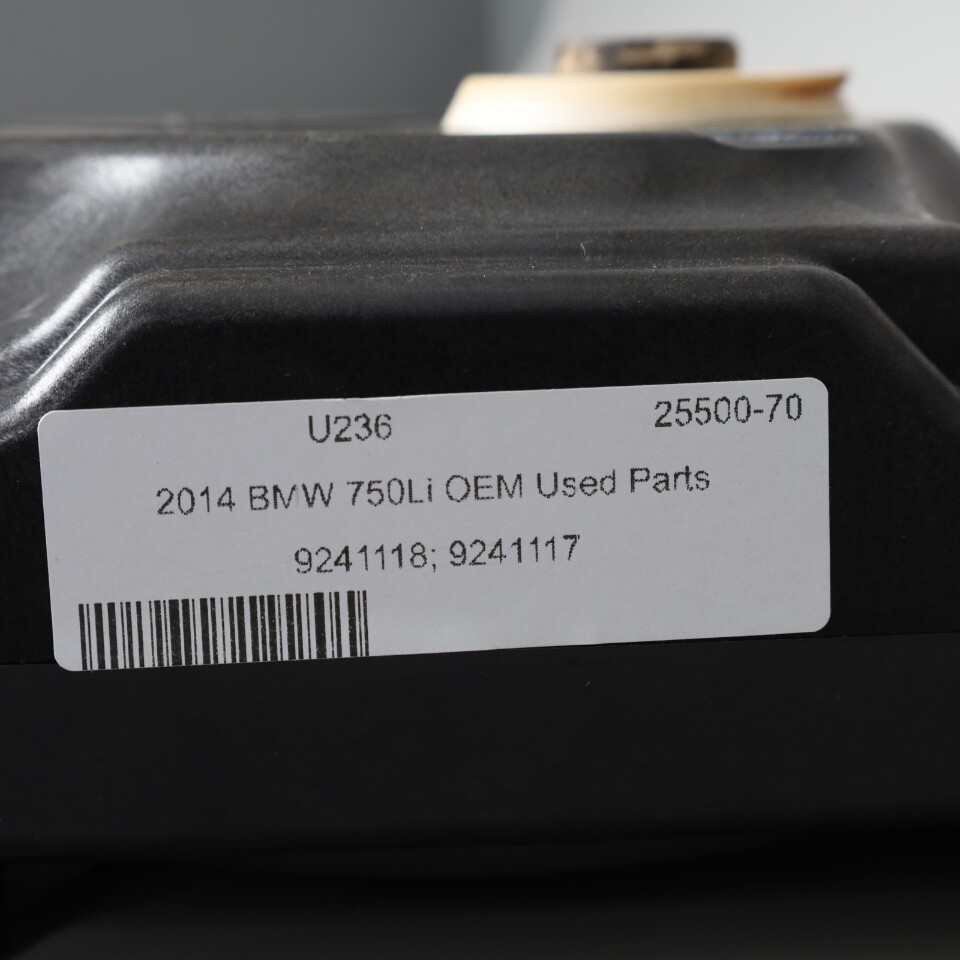 U236 25500-70
2014 BMW 750Li OEM Used Parts
9241118; 9241117